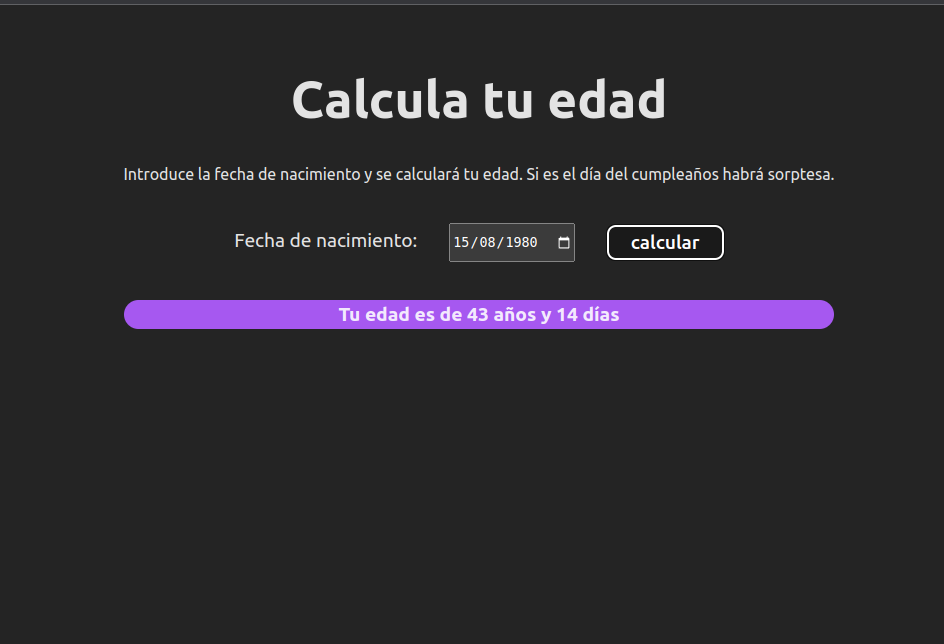 Calcula tu edad
Introduce la fecha de nacimiento y se calculará tu edad. Si es el día del cumpleaños habrá sorptesa.
Fecha de nacimiento: 15/08/1980 calcular
Tu edad es de 43 años y 14 días